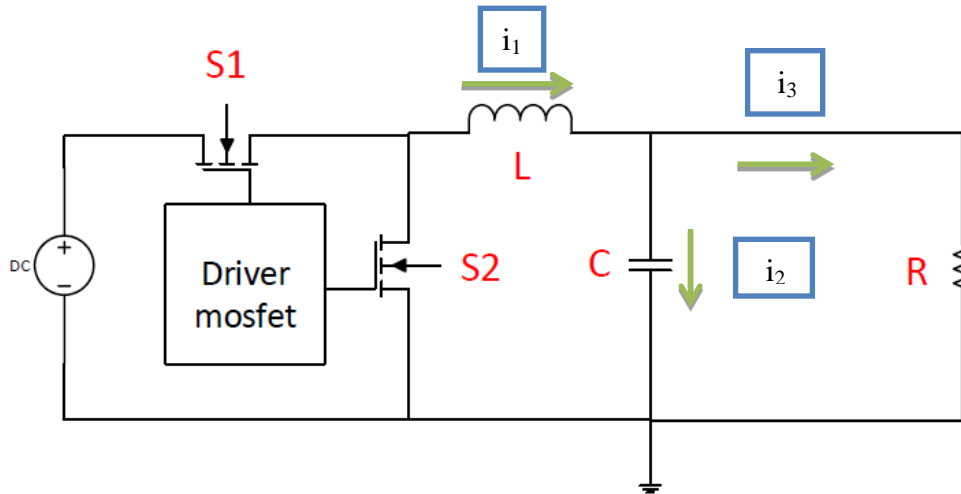 i₁
S1
i₃
L
DC
+
−
Driver
mosfet
S2
C
i₂
R